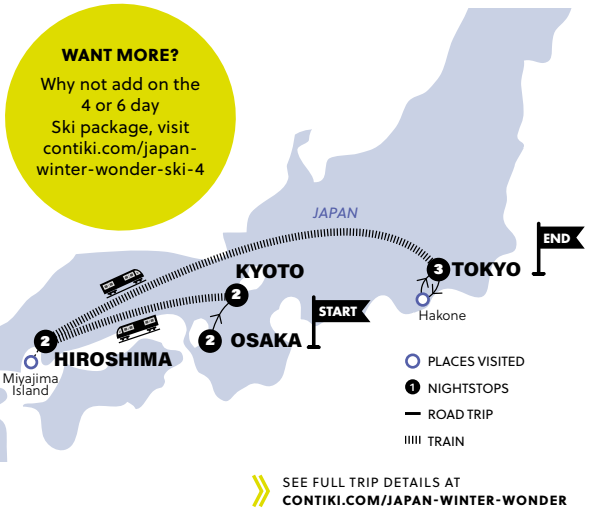 WANT MORE?
Why not add on the
4 or 6 day
Ski package, visit
contiki.com/japan-
winter-wonder-ski-4
JAPAN
END
3 TOKYO
KYOTO
2
START
Hakone
2 OSAKA
2 HIROSHIMA
Miyajima
Island
PLACES VISITED
1 NIGHTSTOPS
ROAD TRIP
TRAIN
SEE FULL TRIP DETAILS AT
CONTIKI.COM/JAPAN-WINTER-WONDER